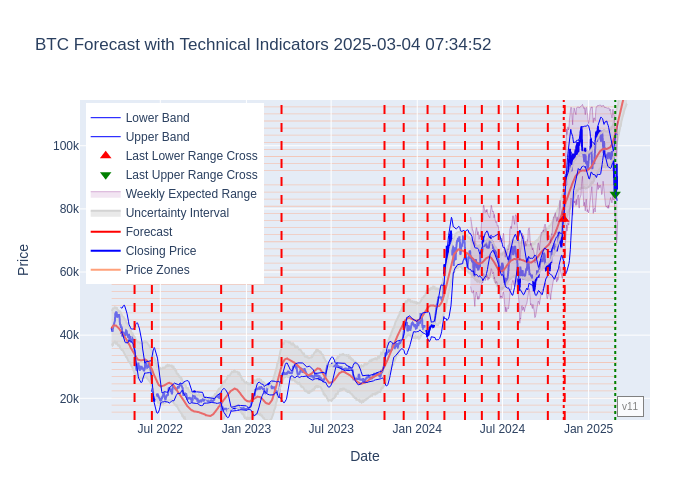 BTC Forecast with Technical Indicators 2025-03-04 07:34:52
Lower Band
Upper Band
Last Lower Range Cross
Last Upper Range Cross
Weekly Expected Range
Uncertainty Interval
Forecast
Closing Price
Price Zones
100k
80k
60k
40k
20k
Price
Jul 2022
Jan 2023
Jul 2023
Jan 2024
Jul 2024
Jan 2025
Date
v11